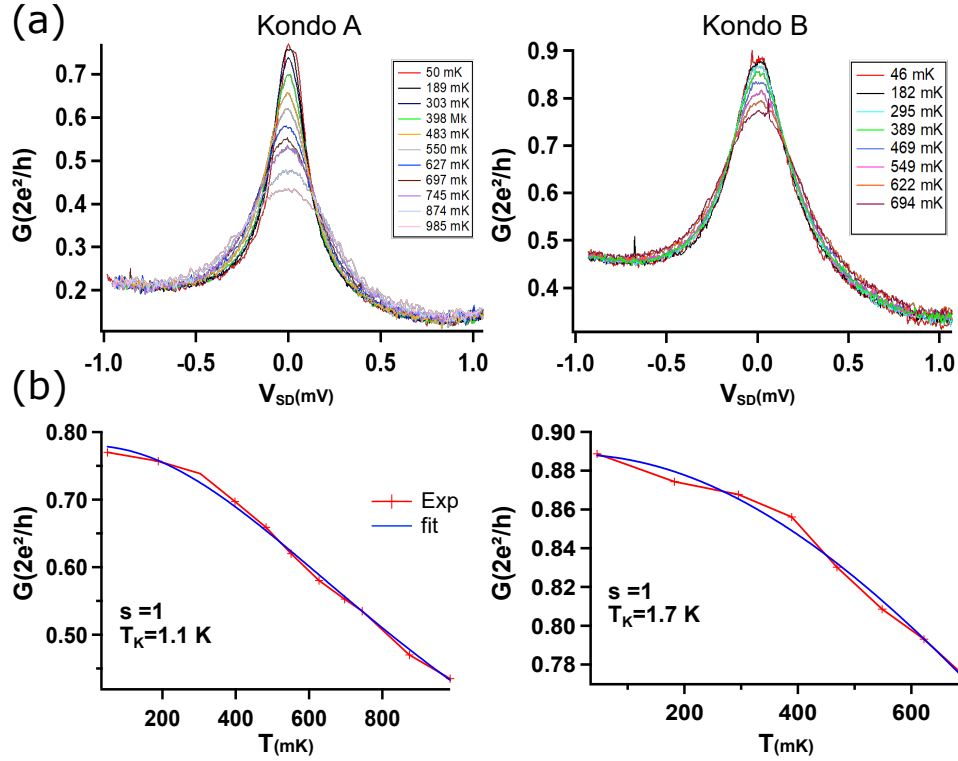 (a)
Kondo A
Kondo B
G(2e²/h)
0.7
0.6
0.5
0.4
0.3
0.2
50 mK
189 mK
303 mK
398 Mk
483 mK
550 mk
627 mK
697 mK
745 mK
874 mK
985 mK
-1.0
-0.5
0.0
0.5
1.0
V_SD(mV)
G(2e²/h)
0.9
0.8
0.7
0.6
0.5
0.4
46 mK
182 mK
295 mK
389 mK
469 mK
549 mK
622 mK
694 mK
-1.0
-0.5
0.0
0.5
1.0
V_SD(mV)
(b)
G(2e²/h)
0.80
0.70
0.60
0.50
Exp
fit
s =1
T_K=1.1 K
200
400
600
800
T(mK)
G(2e²/h)
0.90
0.88
0.86
0.84
0.82
0.80
0.78
s =1
T_K=1.7 K
200
400
600
T(mK)